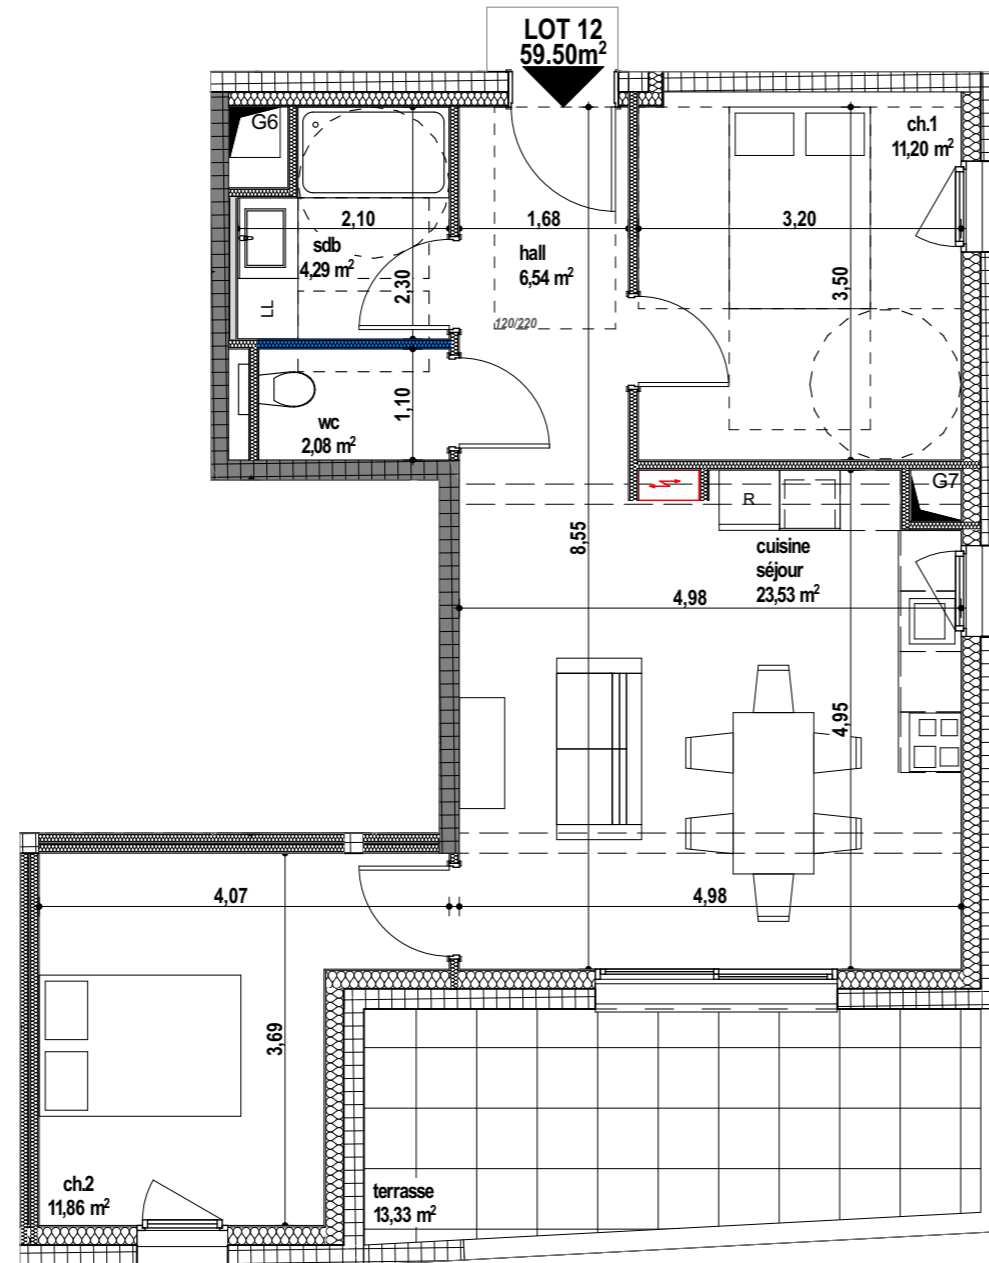 LOT 12
59.50m²
G6
ch.1
11,20 m²
2,10
1,68
3,20
sdb
4,29 m²
hall
6,54 m²
2,30
3,50
LL
120/220
1,10
wc
2,08 m²
R
G7
8,55
cuisine
séjour
23,53 m²
4,98
4,95
4,07
4,98
3,69
ch.2
11,86 m²
terrasse
13,33 m²